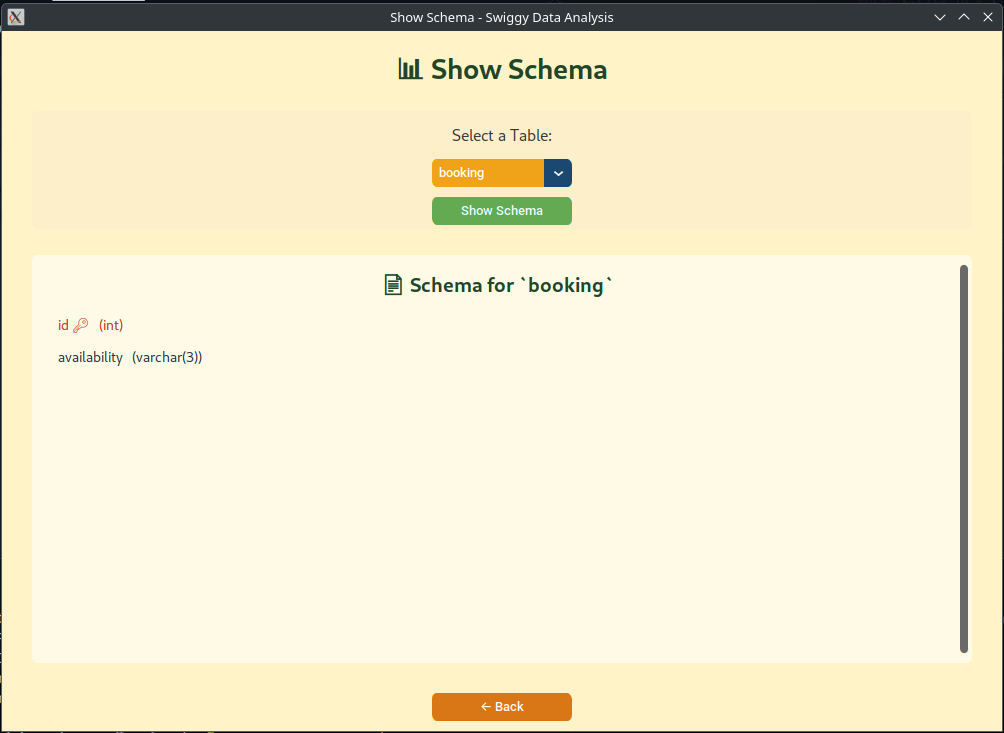 Show Schema - Swiggy Data Analysis
Show Schema
Select a Table:
booking
Show Schema
Schema for `booking`
id (int)
availability (varchar(3))
← Back